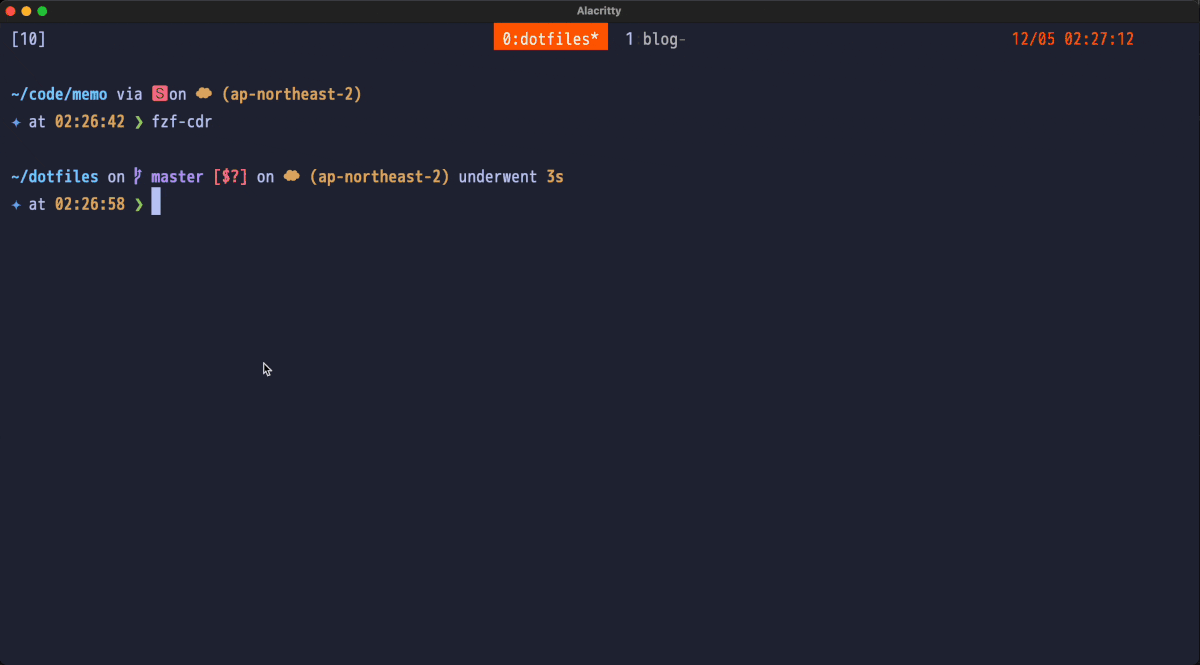 Alacritty
[10] 0:dotfiles* 1 blog- 12/05 02:27:12
~/code/memo via 🆂on (ap-northeast-2)
✦ at 02:26:42 ❯ fzf-cdr
~/dotfiles on master [$?] on (ap-northeast-2) underwent 3s
✦ at 02:26:58 ❯